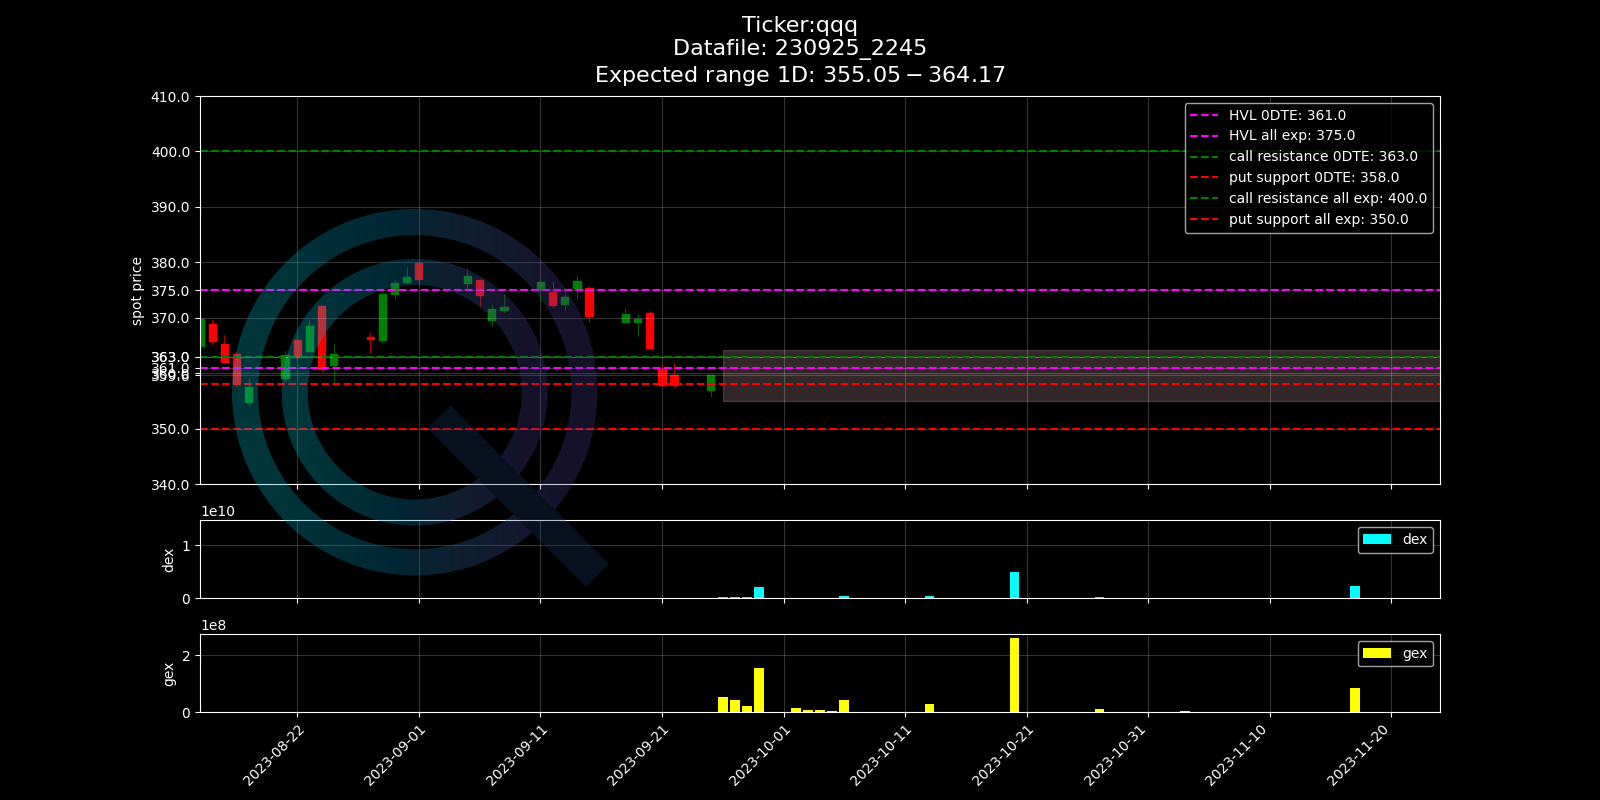 Ticker:qqq
Datafile: 230925_2245
Expected range 1D: 355.05 − 364.17
410.0
400.0
390.0
380.0
375.0
370.0
363.0
361.0
359.8
350.0
340.0
spot price
HVL 0DTE: 361.0
HVL all exp: 375.0
call resistance 0DTE: 363.0
put support 0DTE: 358.0
call resistance all exp: 400.0
put support all exp: 350.0
1e10
1
0
dex
dex
1e8
2
0
gex
gex
2023-08-22
2023-09-01
2023-09-11
2023-09-21
2023-10-01
2023-10-11
2023-10-21
2023-10-31
2023-11-10
2023-11-20